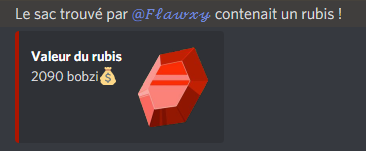 Le sac trouvé par @𝓕𝓵𝓪𝔀𝔁𝔂 contenait un rubis !
Valeur du rubis
2090 bobzi💰